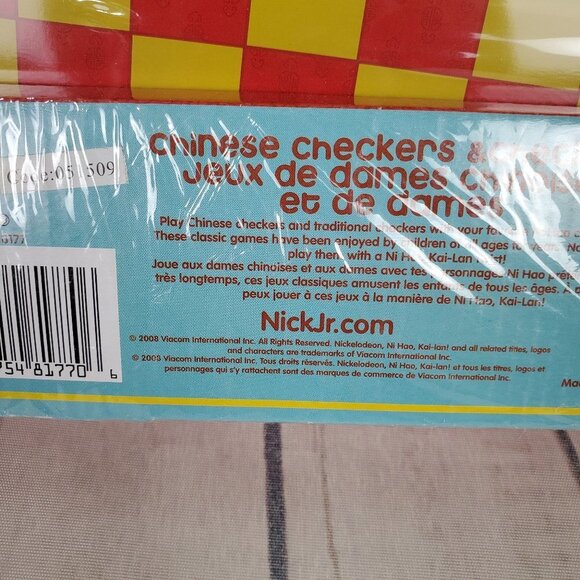 chinese checkers &
Code:051509
jeux de dames
et de dames
Play Chinese checkers and traditional checkers with your
These classic games have been enjoyed by children of all ages for
play them with a Ni Hao, Kai-Lan twist!
Joue aux dames chinoises et aux dames avec tes personnages Ni Hao
très longtemps, ces jeux classiques amusent les enfants de tous les âges. À
peux jouer à ces jeux à la manière de Ni Hao, Kai-Lan!
NickJr.com
© 2008 Viacom International Inc. All Rights Reserved. Nickelodeon, Ni Hao, Kai-lan! and all related titles, logos
and characters are trademarks of Viacom International Inc.
© 2008 Viacom International Inc. Tous droits réservés. Nickelodeon, Ni Hao, Kai-lan! et tous les titres, logos et
personnages qui s'y rattachent sont des marques de commerce de Viacom International Inc.
54 81770 6